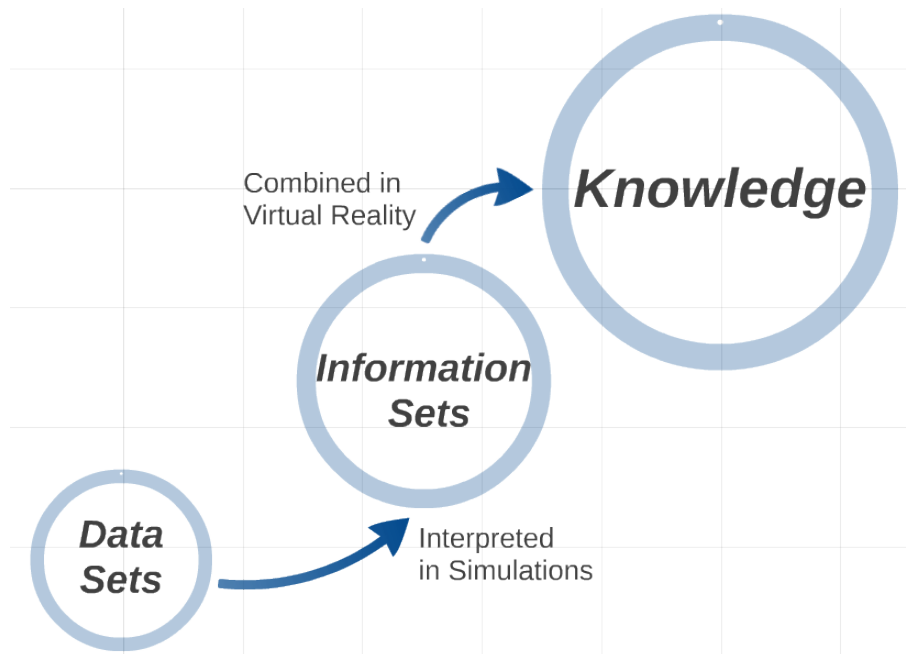 Combined in
Virtual Reality
Knowledge
Information
Sets
Data
Sets
Interpreted
in Simulations